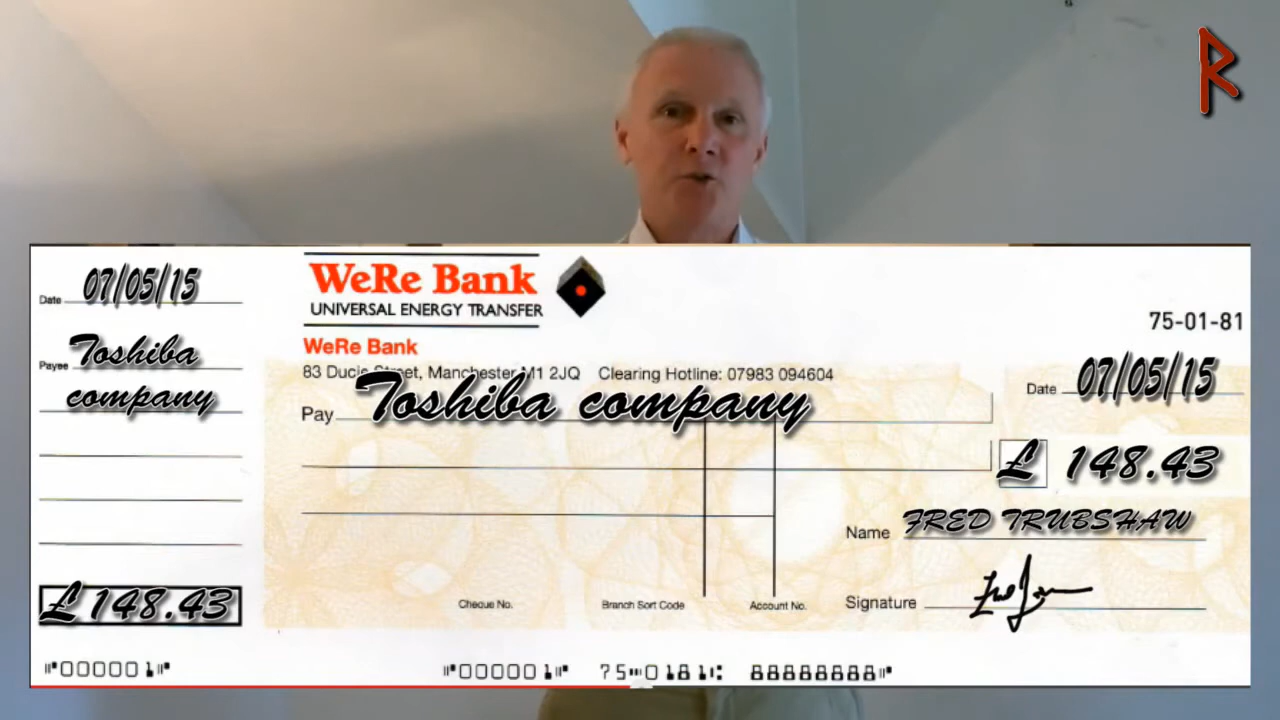 R
WeRe Bank
UNIVERSAL ENERGY TRANSFER
75-01-81
WeRe Bank
83 Ducie Street, Manchester M1 2JQ Clearing Hotline: 07983 094604
Date 07/05/15
Payee Toshiba
company
£148.43
Pay Toshiba company
Date 07/05/15
£ 148.43
Name FRED TRUBSHAW
Signature
Cheque No. Branch Sort Code Account No.
⑈000001⑈ ⑈000001⑈ 75⑉0181⑆ 88888888⑈